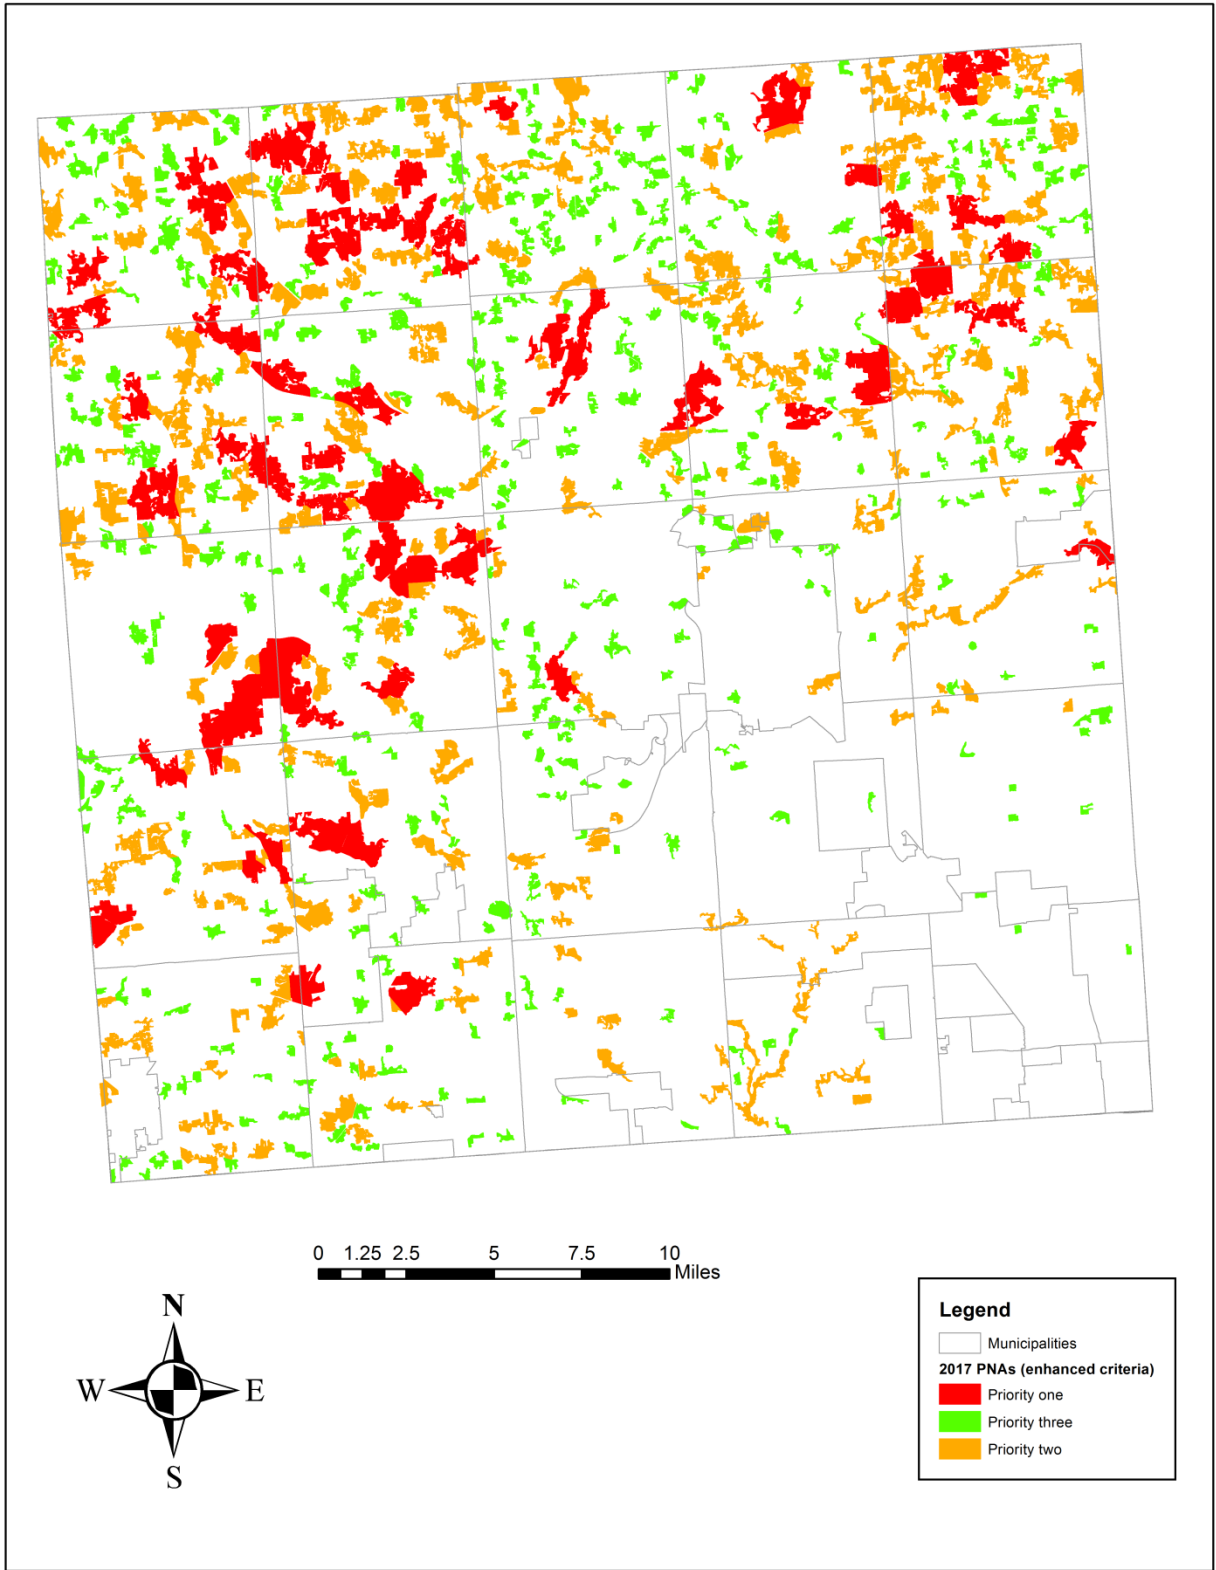 0 1.25 2.5 5 7.5 10
Miles
N
W E
S
Legend
Municipalities
2017 PNAs (enhanced criteria)
Priority one
Priority three
Priority two